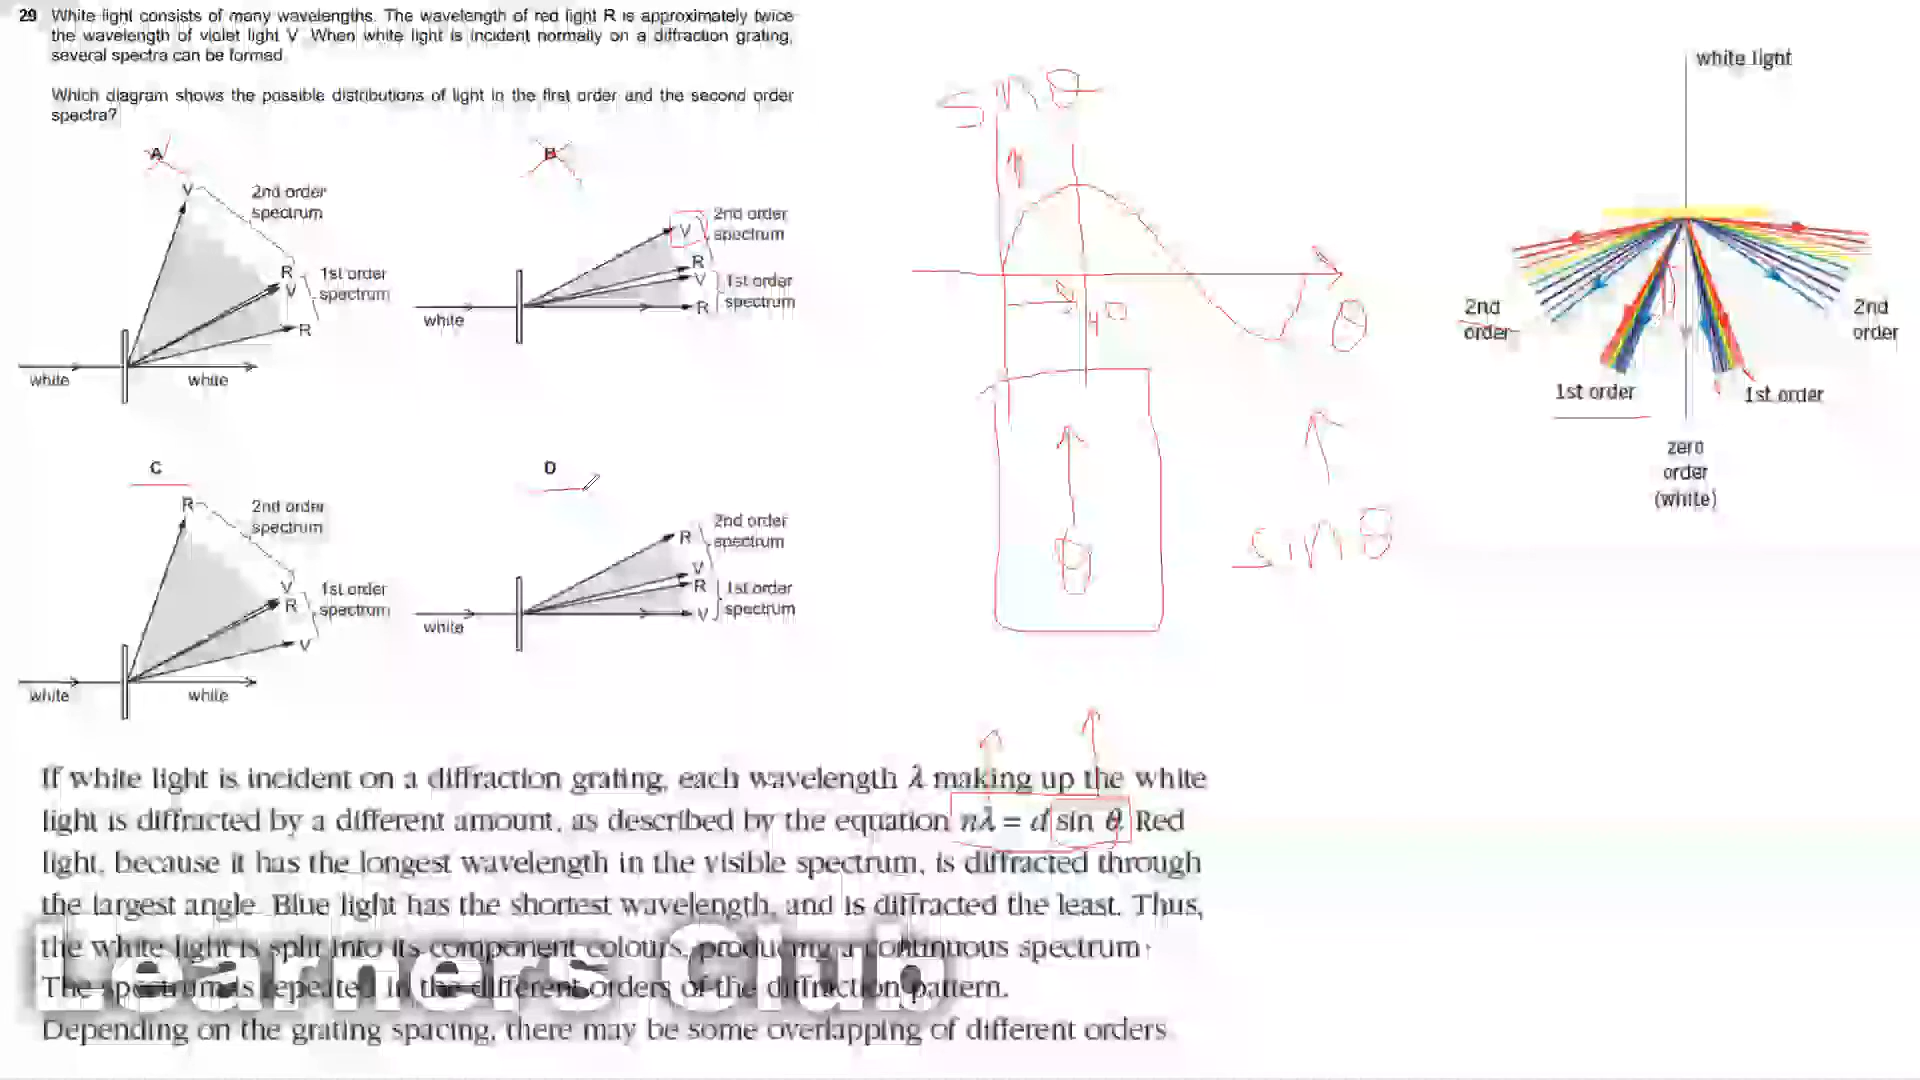 29 White light consists of many wavelengths. The wavelength of red light R is approximately twice
the wavelength of violet light V. When white light is incident normally on a diffraction grating,
several spectra can be formed.
Which diagram shows the possible distributions of light in the first order and the second order
spectra?
A
V
2nd order
spectrum
R
V
1st order
spectrum
R
white
white
B
V
2nd order
spectrum
R
V
1st order
spectrum
R
white
C
R
2nd order
spectrum
V
R
1st order
spectrum
V
white
white
D
R
2nd order
spectrum
V
R
1st order
spectrum
V
white
sin θ
θ
θ
sin θ
white light
2nd
order
2nd
order
1st order
1st order
zero
order
(white)
If white light is incident on a diffraction grating, each wavelength λ making up the white
light is diffracted by a different amount, as described by the equation nλ = d sin θ. Red
light, because it has the longest wavelength in the visible spectrum, is diffracted through
the largest angle. Blue light has the shortest wavelength, and is diffracted the least. Thus,
the white light is split into its component colours, producing a continuous spectrum.
The spectrum is repeated in the different orders of the diffraction pattern.
Depending on the grating spacing, there may be some overlapping of different orders.
Learners Club